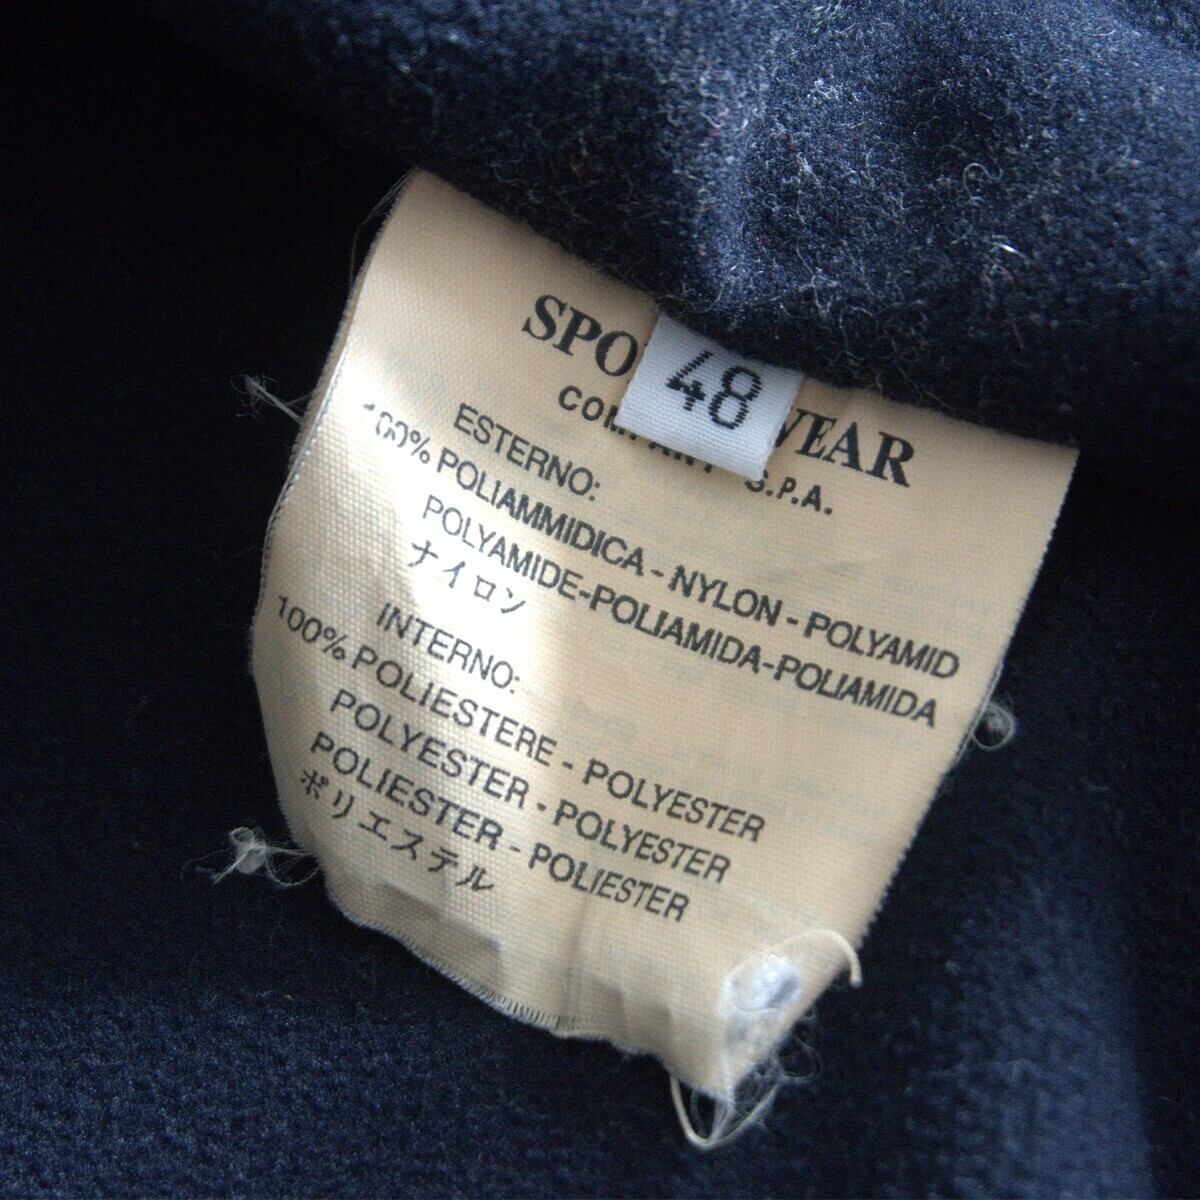 SPO WEAR
48
COMPANY S.P.A.
ESTERNO:
100% POLIAMMIDICA - NYLON - POLYAMID
POLYAMIDE-POLIAMIDA-POLIAMIDA
ナイロン
INTERNO:
100% POLIESTERE - POLYESTER
POLYESTER - POLYESTER
POLIESTER - POLIESTER
ポリエステル